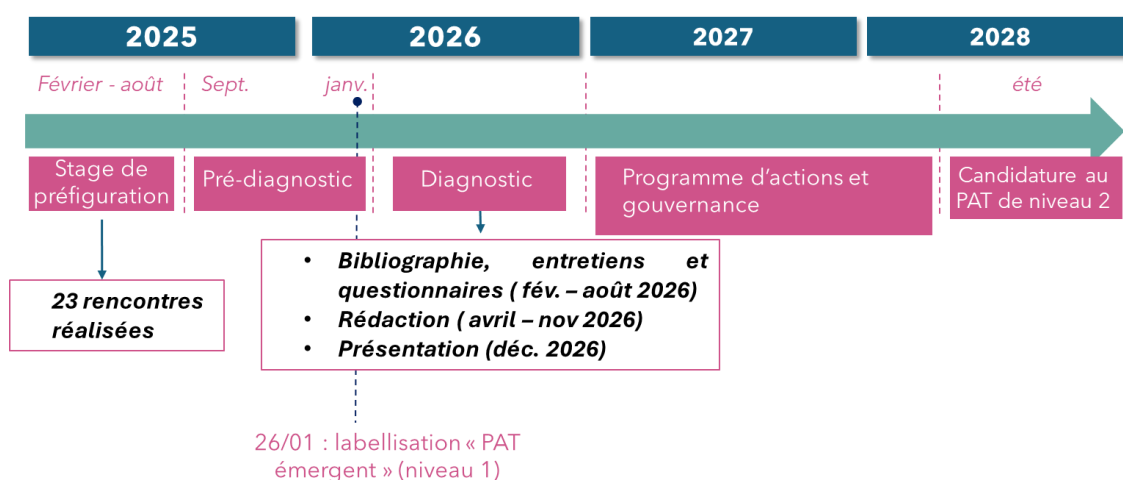 2025
2026
2027
2028
Février - août
Sept.
janv.
été
Stage de
préfiguration
Pré-diagnostic
Diagnostic
Programme d'actions et
gouvernance
Candidature au
PAT de niveau 2
23 rencontres
réalisées
• Bibliographie, entretiens et
questionnaires ( fév. – août 2026)
• Rédaction ( avril – nov 2026)
• Présentation (déc. 2026)
26/01 : labellisation « PAT
émergent » (niveau 1)